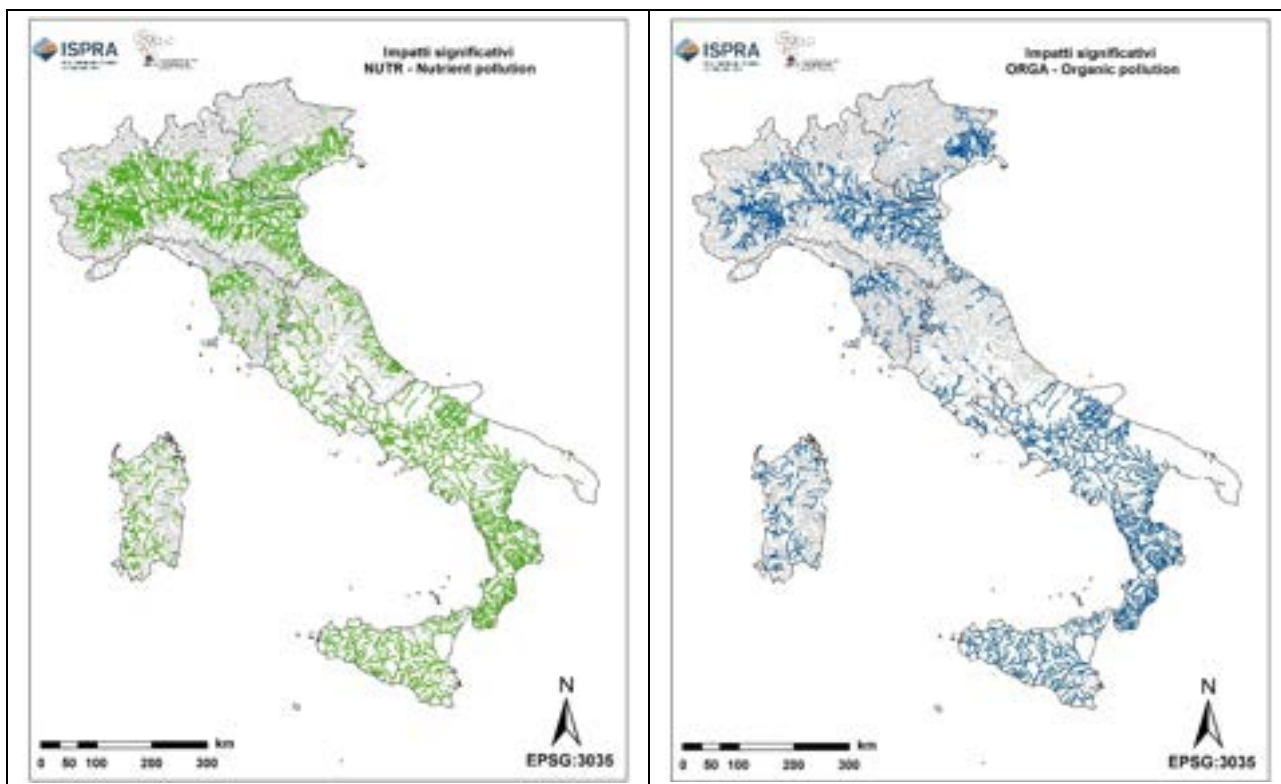 ISPRA
Impatti significativi
NUTR - Nutrient pollution
km
0 50 100 200 300
N
EPSG:3035
ISPRA
Impatti significativi
ORGA - Organic pollution
km
0 50 100 200 300
N
EPSG:3035